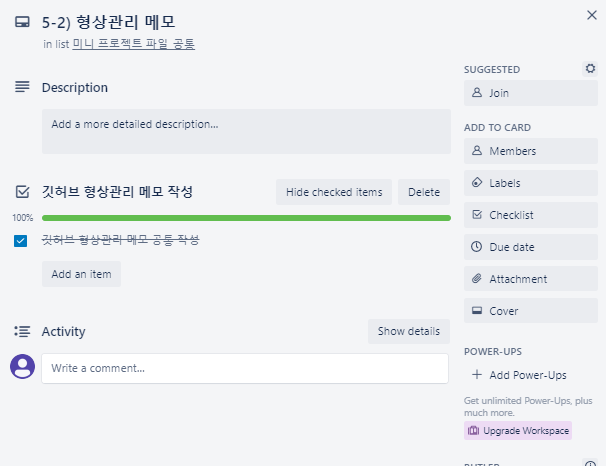 5-2) 형상관리 메모
in list 미니 프로젝트 파일_공통
Description
Add a more detailed description...
깃허브 형상관리 메모 작성
Hide checked items
Delete
100%
깃허브 형상관리 메모 공통 작성
Add an item
Activity
Show details
Write a comment...
SUGGESTED
Join
ADD TO CARD
Members
Labels
Checklist
Due date
Attachment
Cover
POWER-UPS
Add Power-Ups
Get unlimited Power-Ups, plus
much more.
Upgrade Workspace
BUTLER